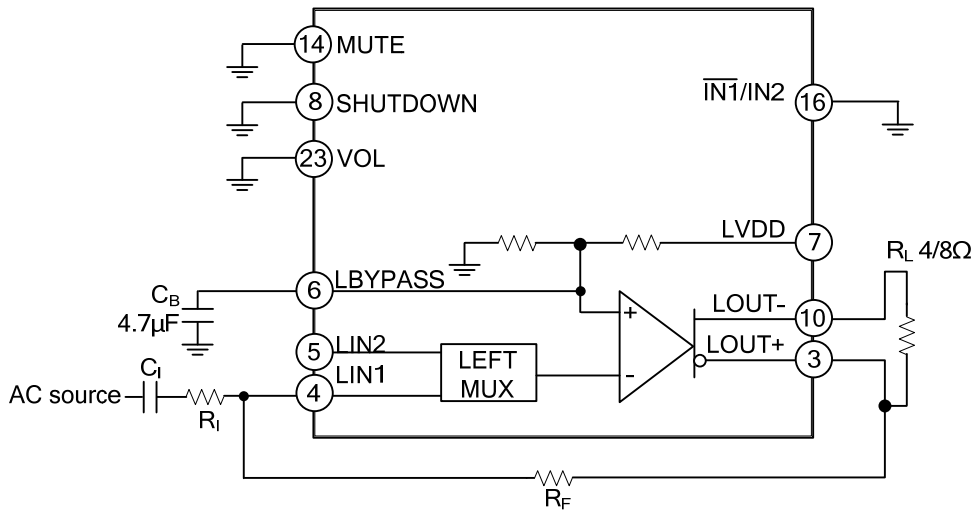 14 MUTE
8 SHUTDOWN
23 VOL
IN1/IN2 16
LVDD 7
R_L 4/8Ω
6 LBYPASS
C_B
4.7µF
LOUT- 10
LOUT+ 3
+
-
5 LIN2
4 LIN1
LEFT
MUX
C_I
AC source
R_I
R_F